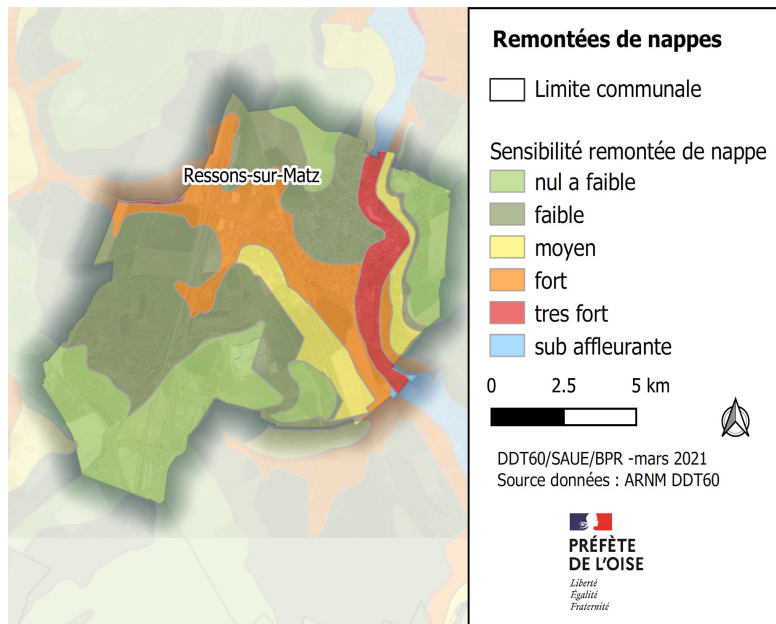 Remontées de nappes
Limite communale
Ressons-sur-Matz
Sensibilité remontée de nappe
nul a faible
faible
moyen
fort
tres fort
sub affleurante
0 2.5 5 km
DDT60/SAUE/BPR -mars 2021
Source données : ARNM DDT60
PRÉFÈTE
DE L'OISE
Liberté
Égalité
Fraternité